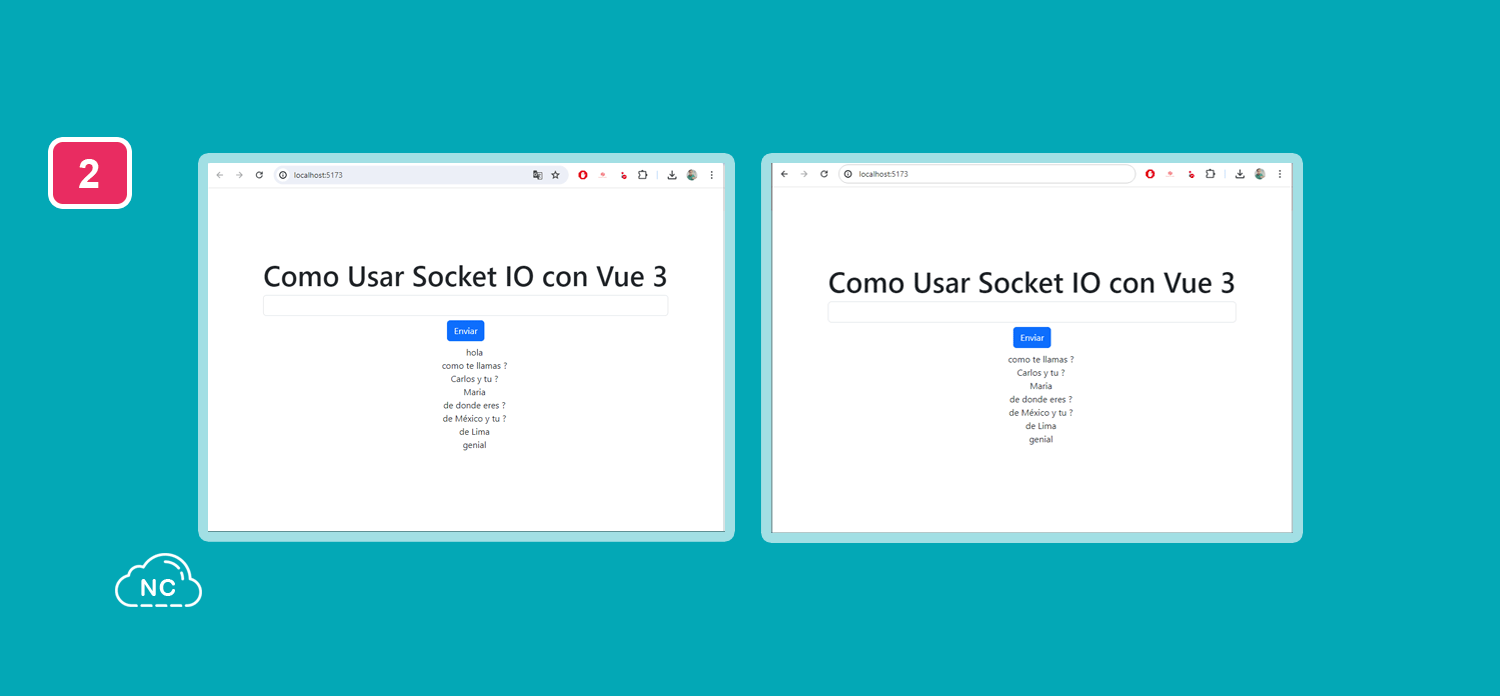 2
localhost:5173
Como Usar Socket IO con Vue 3
Enviar
hola
como te llamas ?
Carlos y tu ?
Maria
de donde eres ?
de México y tu ?
de Lima
genial
localhost:5173
Como Usar Socket IO con Vue 3
Enviar
como te llamas ?
Carlos y tu ?
Maria
de donde eres ?
de México y tu ?
de Lima
genial
NC